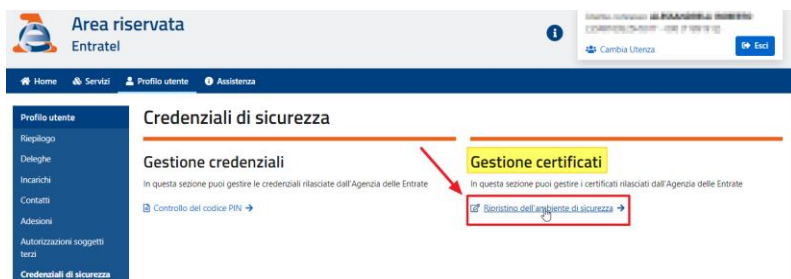 Area riservata
Entratel
Cambia Utenza
Esci
Home Servizi Profilo utente Assistenza
Profilo utente
Riepilogo
Deleghe
Incarichi
Contatti
Adesioni
Autorizzazioni soggetti
terzi
Credenziali di sicurezza
Credenziali di sicurezza
Gestione credenziali
In questa sezione puoi gestire le credenziali rilasciate dall'Agenzia delle Entrate
Controllo del codice PIN
Gestione certificati
In questa sezione puoi gestire i certificati rilasciati dall'Agenzia delle Entrate
Ripristino dell'ambiente di sicurezza